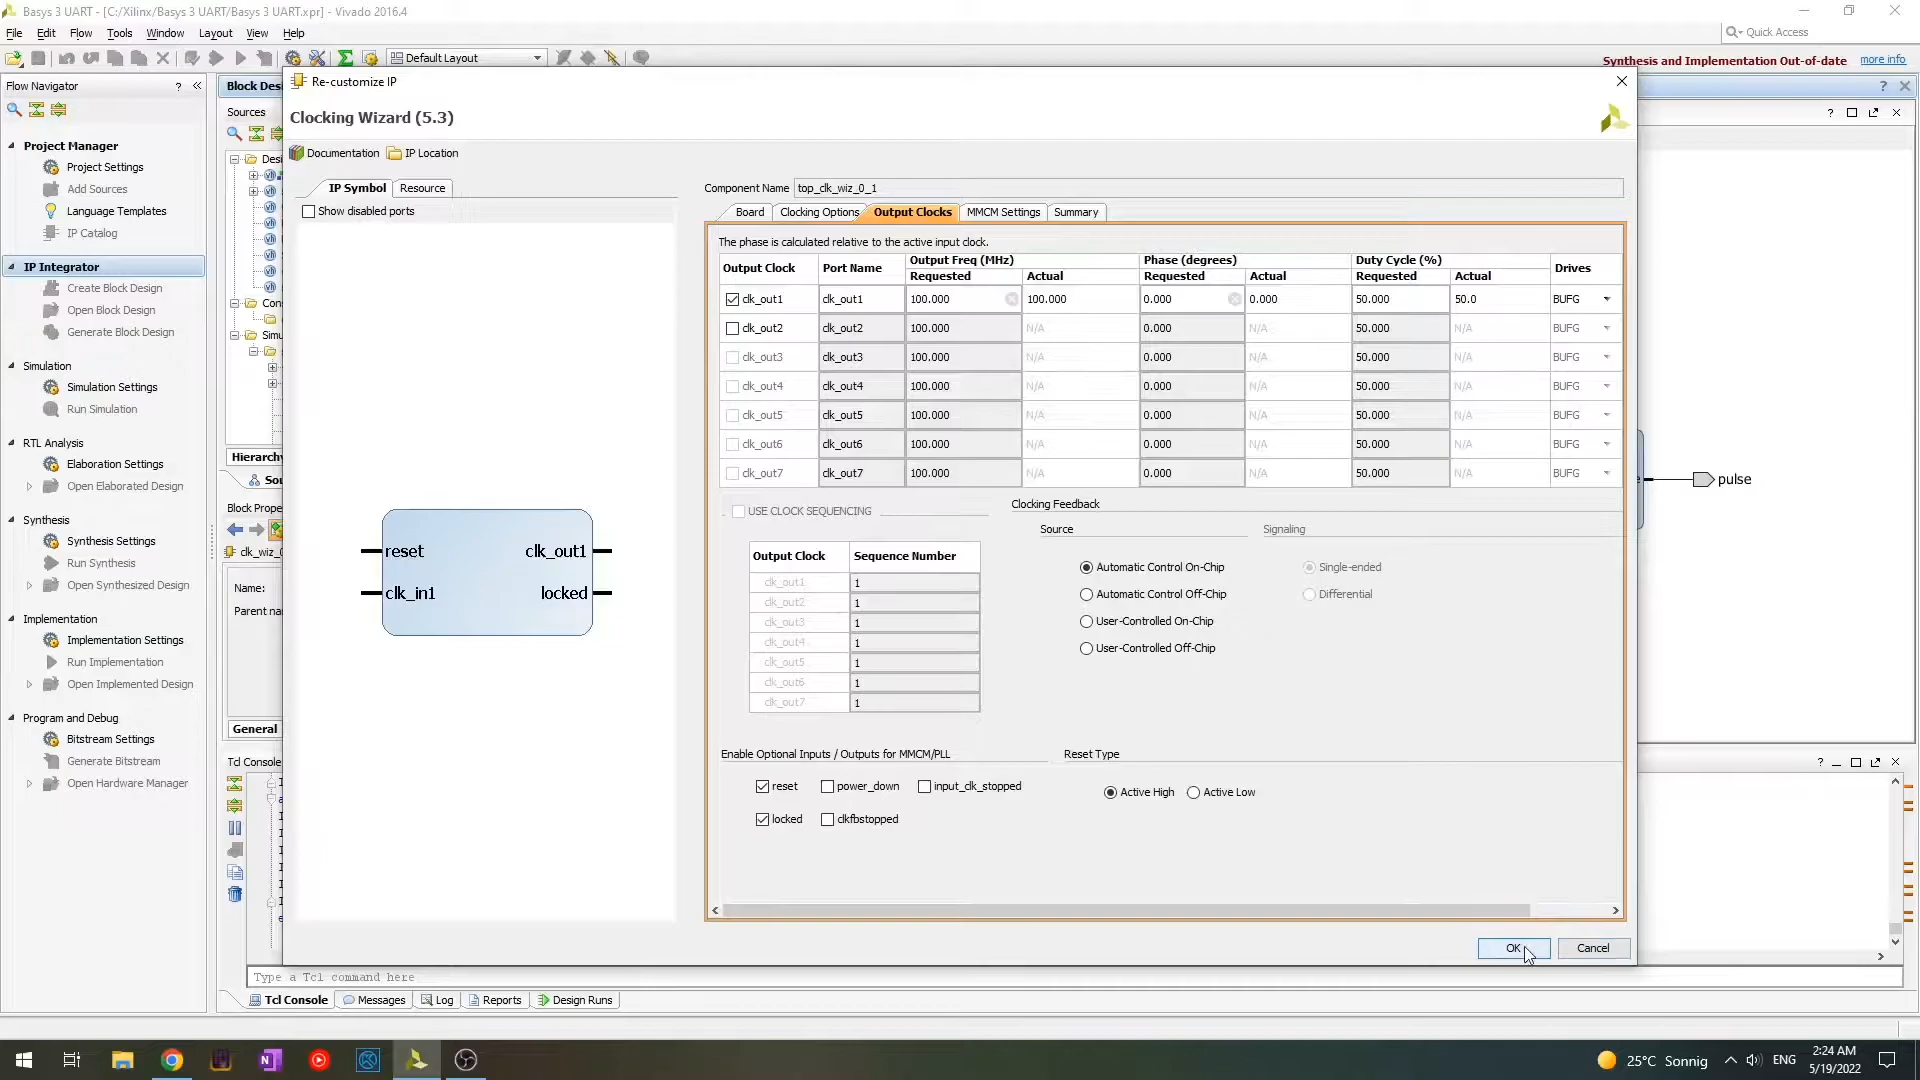 Basys 3 UART - [C:/Xilinx/Basys 3 UART/Basys 3 UART.xpr] - Vivado 2016.4
File Edit Flow Tools Window Layout View Help
Quick Access
Default Layout
Synthesis and Implementation Out-of-date more info
Flow Navigator
Project Manager
Project Settings
Add Sources
Language Templates
IP Catalog
IP Integrator
Create Block Design
Open Block Design
Generate Block Design
Simulation
Simulation Settings
Run Simulation
RTL Analysis
Elaboration Settings
Open Elaborated Design
Synthesis
Synthesis Settings
Run Synthesis
Open Synthesized Design
Implementation
Implementation Settings
Run Implementation
Open Implemented Design
Program and Debug
Bitstream Settings
Generate Bitstream
Open Hardware Manager
Block Des
Sources
Desi
Con
Simu
Hierarchy
Sou
Block Prope
clk_wiz_0
Name:
Parent na
General
Tcl Console
Re-customize IP
Clocking Wizard (5.3)
Documentation IP Location
IP Symbol Resource
Show disabled ports
reset clk_out1
clk_in1 locked
Component Name top_clk_wiz_0_1
Board Clocking Options Output Clocks MMCM Settings Summary
The phase is calculated relative to the active input clock.
Output Clock Port Name Output Freq (MHz) Phase (degrees) Duty Cycle (%) Drives
Requested Actual Requested Actual Requested Actual
clk_out1 clk_out1 100.000 100.000 0.000 0.000 50.000 50.0 BUFG
clk_out2 clk_out2 100.000 N/A 0.000 N/A 50.000 N/A BUFG
clk_out3 clk_out3 100.000 N/A 0.000 N/A 50.000 N/A BUFG
clk_out4 clk_out4 100.000 N/A 0.000 N/A 50.000 N/A BUFG
clk_out5 clk_out5 100.000 N/A 0.000 N/A 50.000 N/A BUFG
clk_out6 clk_out6 100.000 N/A 0.000 N/A 50.000 N/A BUFG
clk_out7 clk_out7 100.000 N/A 0.000 N/A 50.000 N/A BUFG
USE CLOCK SEQUENCING
Output Clock Sequence Number
clk_out1 1
clk_out2 1
clk_out3 1
clk_out4 1
clk_out5 1
clk_out6 1
clk_out7 1
Clocking Feedback
Source Signaling
Automatic Control On-Chip Single-ended
Automatic Control Off-Chip Differential
User-Controlled On-Chip
User-Controlled Off-Chip
Enable Optional Inputs / Outputs for MMCM/PLL Reset Type
reset power_down input_clk_stopped Active High Active Low
locked clkfbstopped
OK Cancel
pulse
Type a Tcl command here
Tcl Console Messages Log Reports Design Runs
25°C Sonnig ENG 2:24 AM
5/19/2022